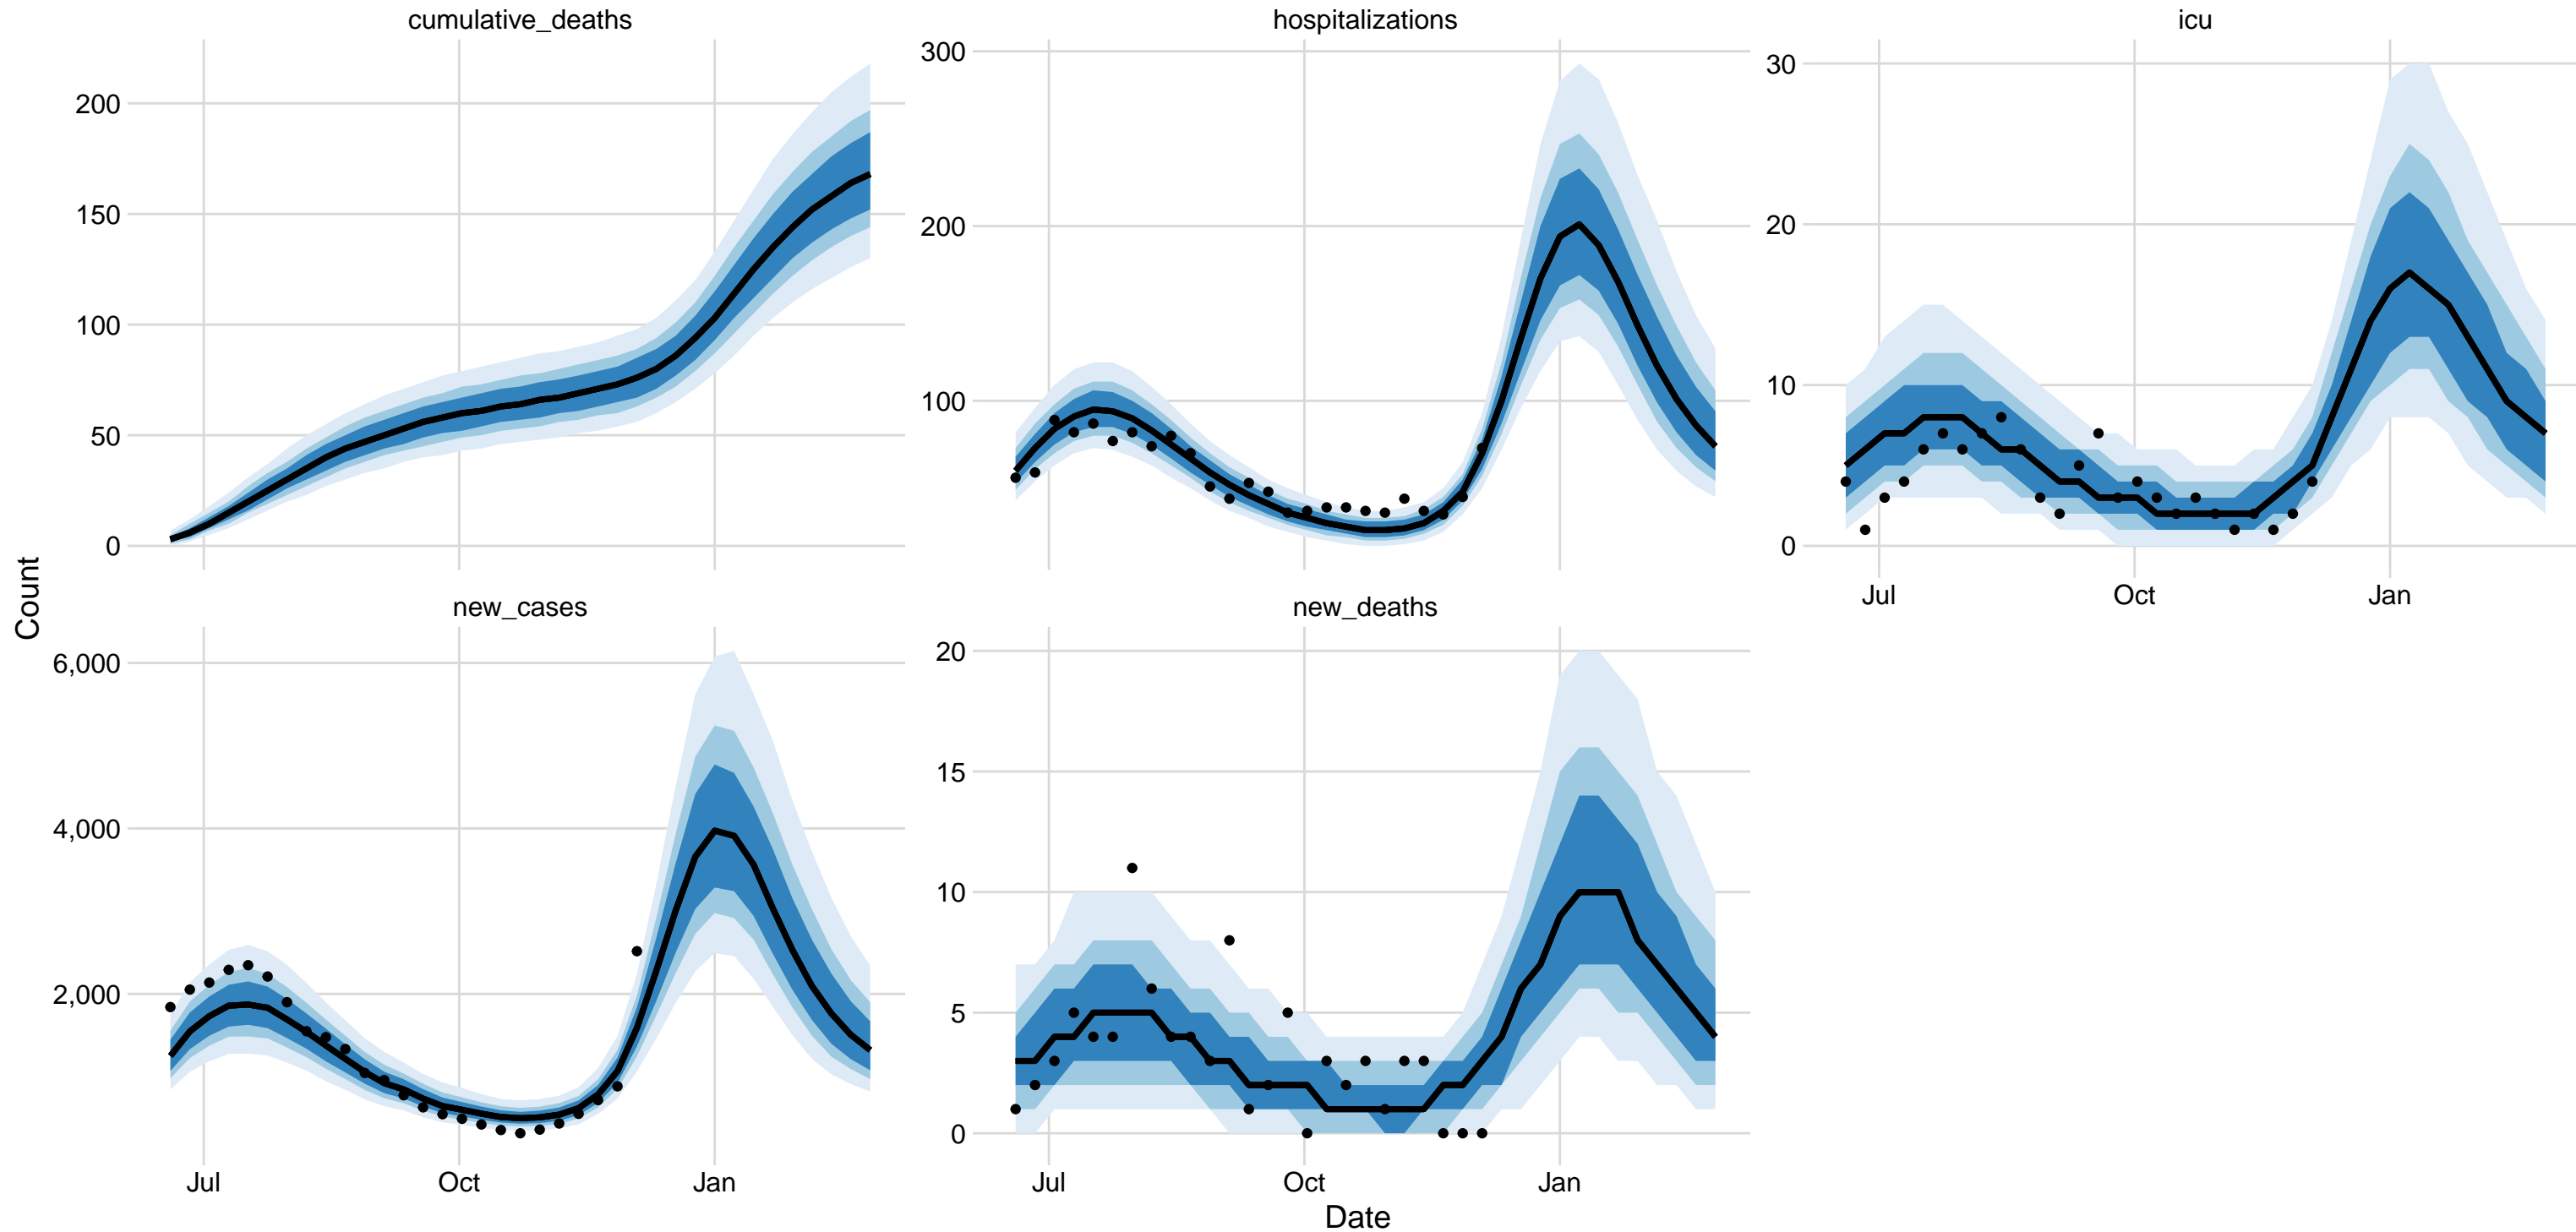 cumulative_deaths
hospitalizations
icu
200
150
100
50
0
300
200
100
30
20
10
0
Jul
Oct
Jan
Count
new_cases
new_deaths
6,000
4,000
2,000
20
15
10
5
0
Jul
Oct
Jan
Jul
Oct
Jan
Date